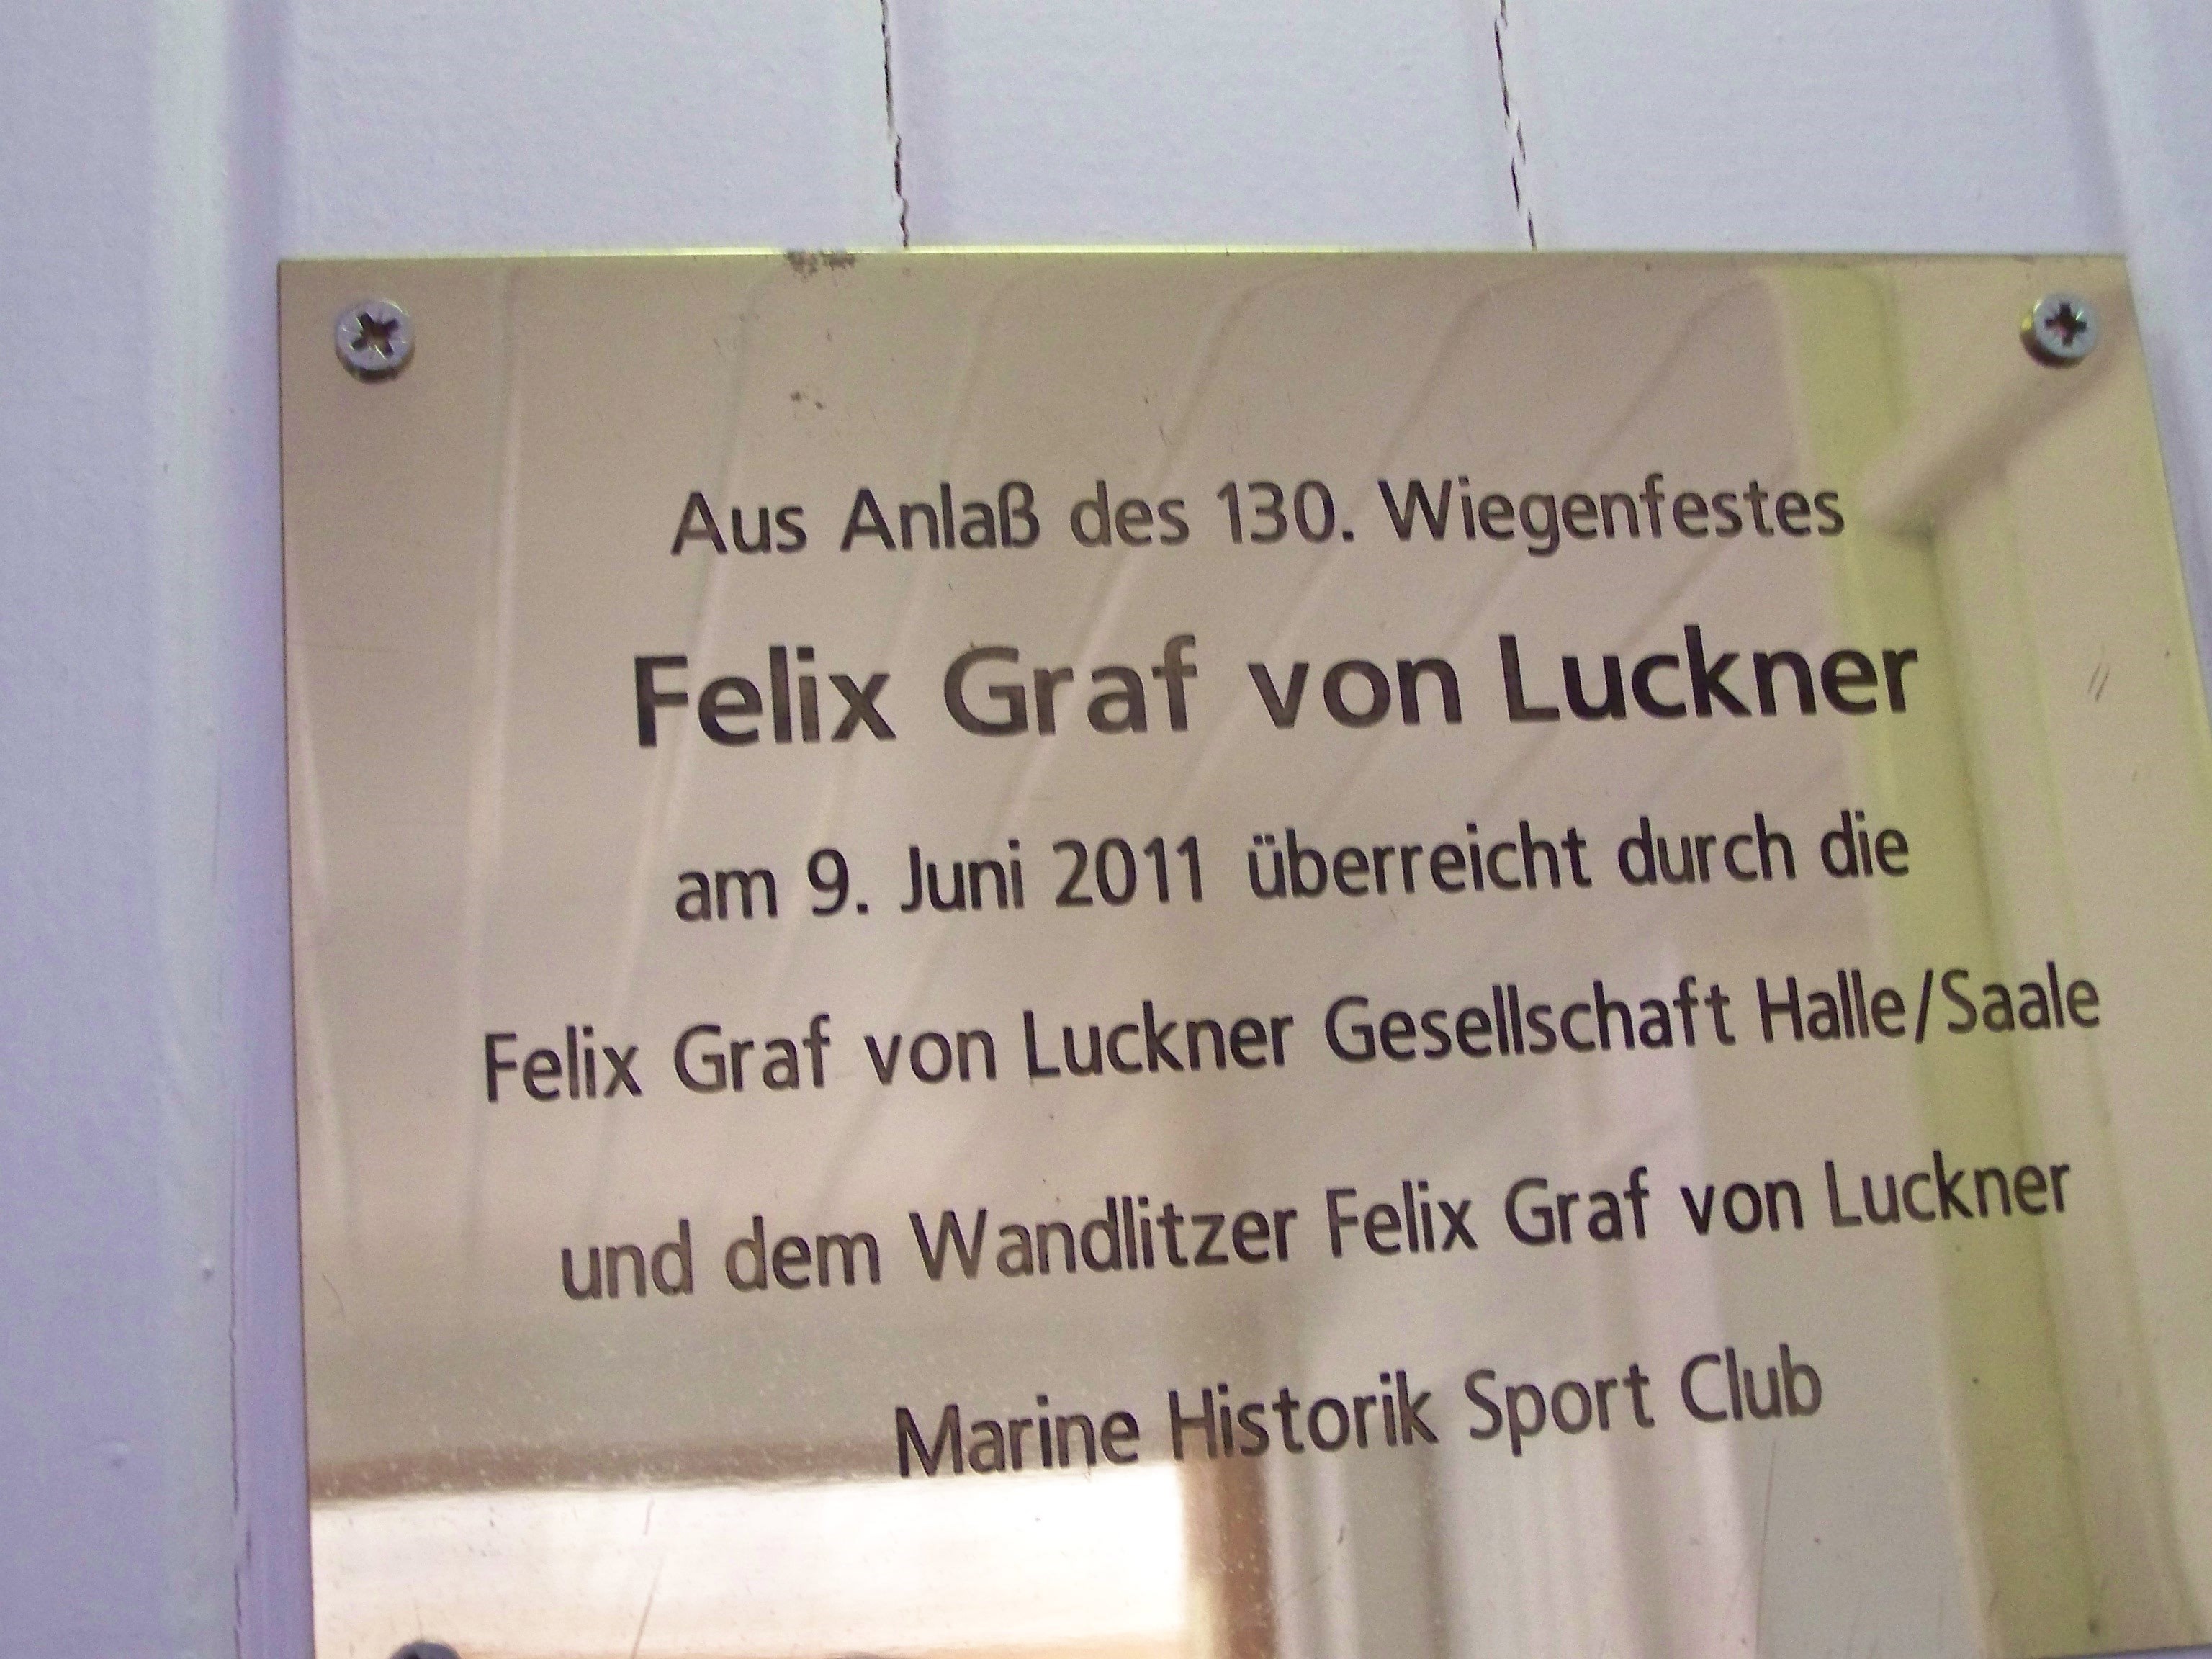 Aus Anlaß des 130. Wiegenfestes
Felix Graf von Luckner
am 9. Juni 2011 überreicht durch die
Felix Graf von Luckner Gesellschaft Halle/Saale
und dem Wandlitzer Felix Graf von Luckner
Marine Historik Sport Club